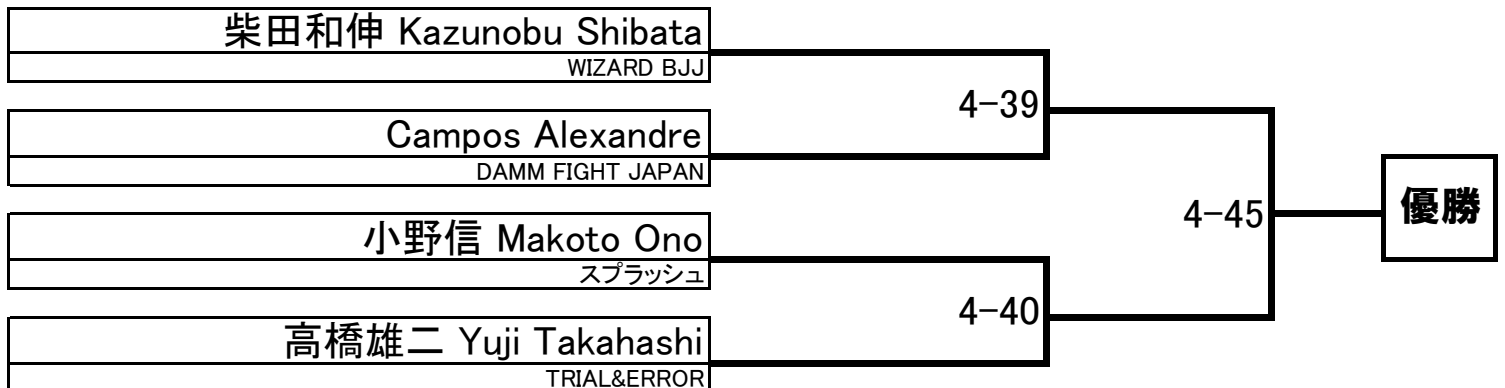 柴田和伸 Kazunobu Shibata
WIZARD BJJ
4-39
Campos Alexandre
DAMM FIGHT JAPAN
4-45
優勝
小野信 Makoto Ono
スプラッシュ
4-40
高橋雄二 Yuji Takahashi
TRIAL&ERROR